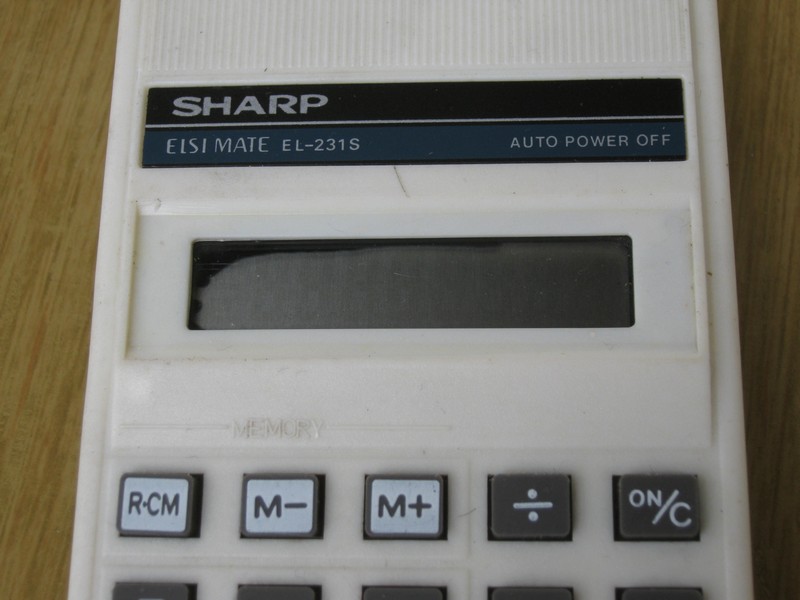 SHARP
ELSI MATE EL-231S AUTO POWER OFF
MEMORY
R·CM M− M+ ÷ ON/C